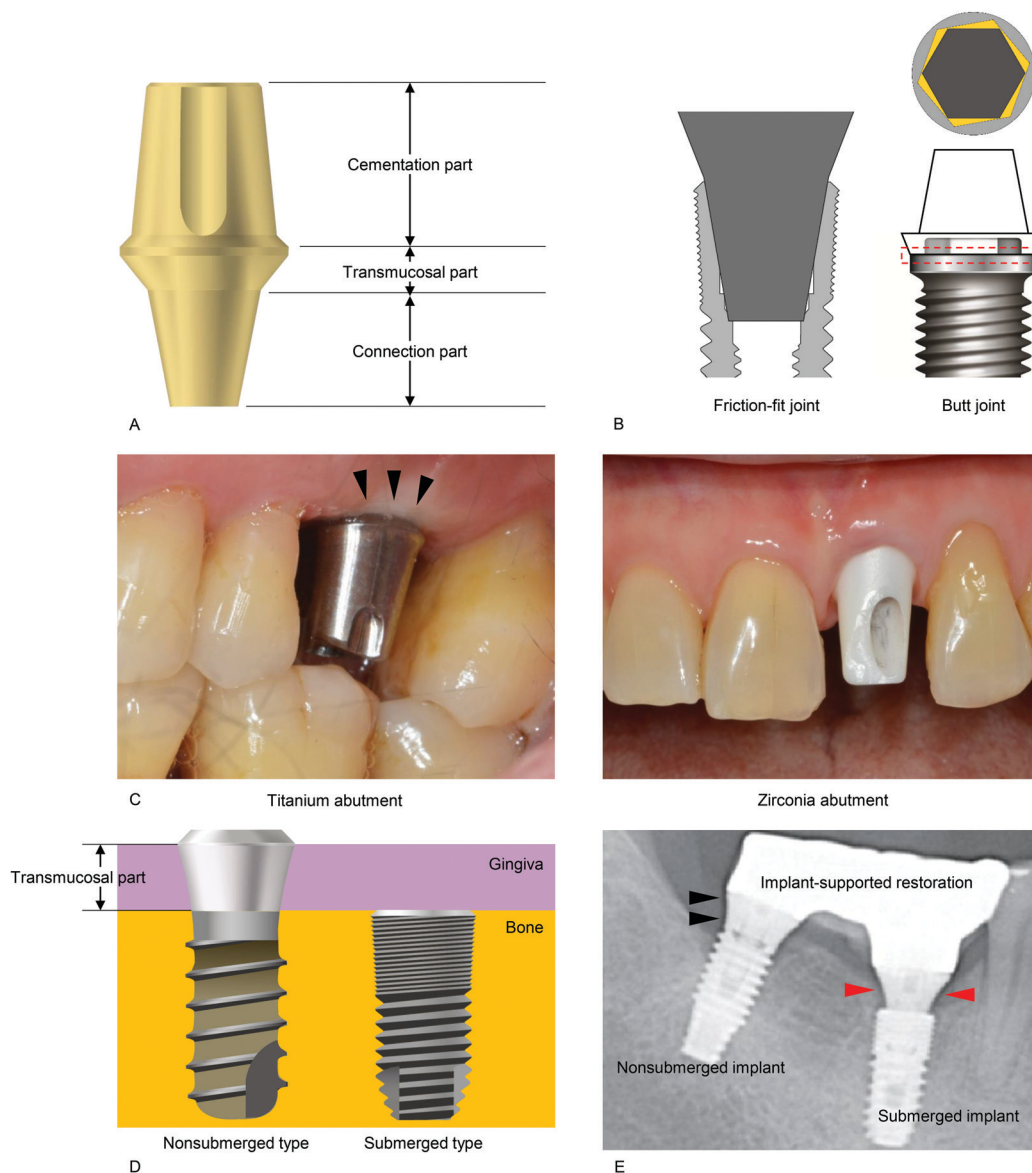 Cementation part
Transmucosal part
Connection part
A
Friction-fit joint
Butt joint
B
C
Titanium abutment
Zirconia abutment
Transmucosal part
Gingiva
Bone
Nonsubmerged type
Submerged type
D
Implant-supported restoration
Nonsubmerged implant
Submerged implant
E